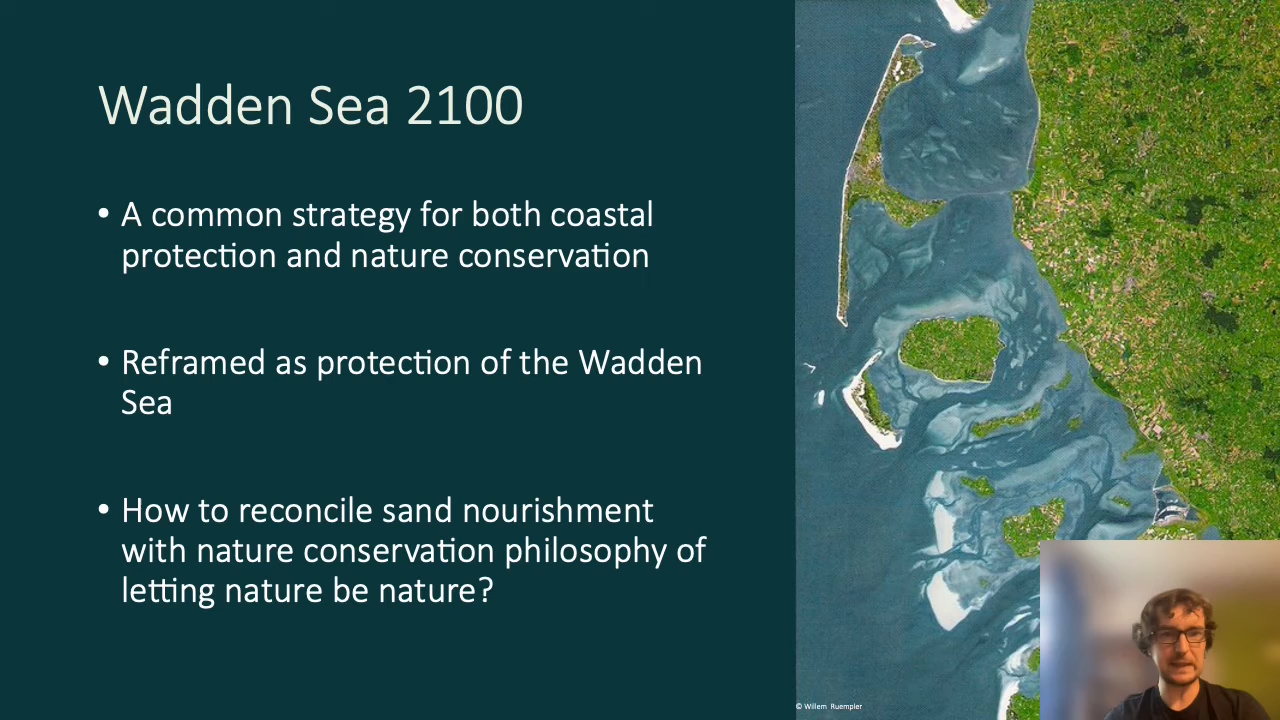 Wadden Sea 2100
• A common strategy for both coastal
protection and nature conservation
• Reframed as protection of the Wadden
Sea
• How to reconcile sand nourishment
with nature conservation philosophy of
letting nature be nature?
© Willem Ruempler